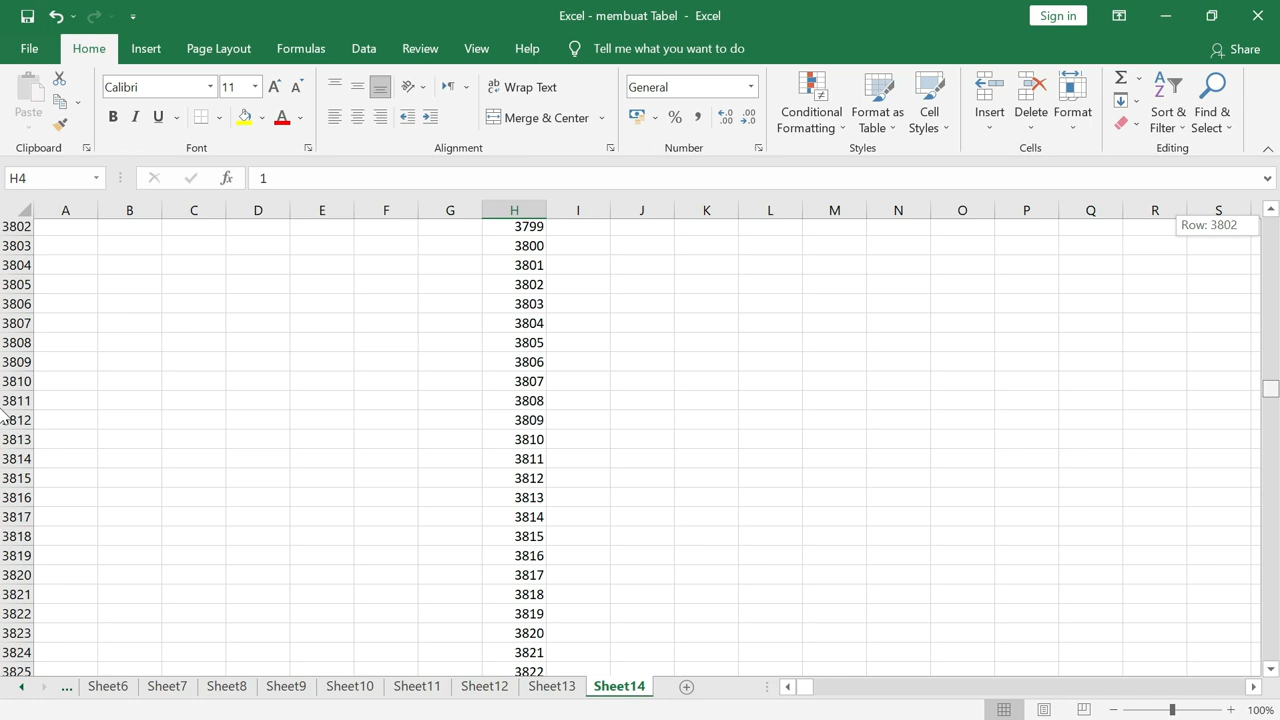 Excel - membuat Tabel - Excel
Sign in
File Home Insert Page Layout Formulas Data Review View Help Tell me what you want to do Share
Paste
Calibri 11
B I U A
Wrap Text
Merge & Center
General
Conditional Formatting
Format as Table
Cell Styles
Insert
Delete
Format
Sort & Filter
Find & Select
Clipboard Font Alignment Number Styles Cells Editing
H4 fx 1
A B C D E F G H I J K L M N O P Q R S
Row: 3802
3802 3799
3803 3800
3804 3801
3805 3802
3806 3803
3807 3804
3808 3805
3809 3806
3810 3807
3811 3808
3812 3809
3813 3810
3814 3811
3815 3812
3816 3813
3817 3814
3818 3815
3819 3816
3820 3817
3821 3818
3822 3819
3823 3820
3824 3821
3825 3822
... Sheet6 Sheet7 Sheet8 Sheet9 Sheet10 Sheet11 Sheet12 Sheet13 Sheet14
100%